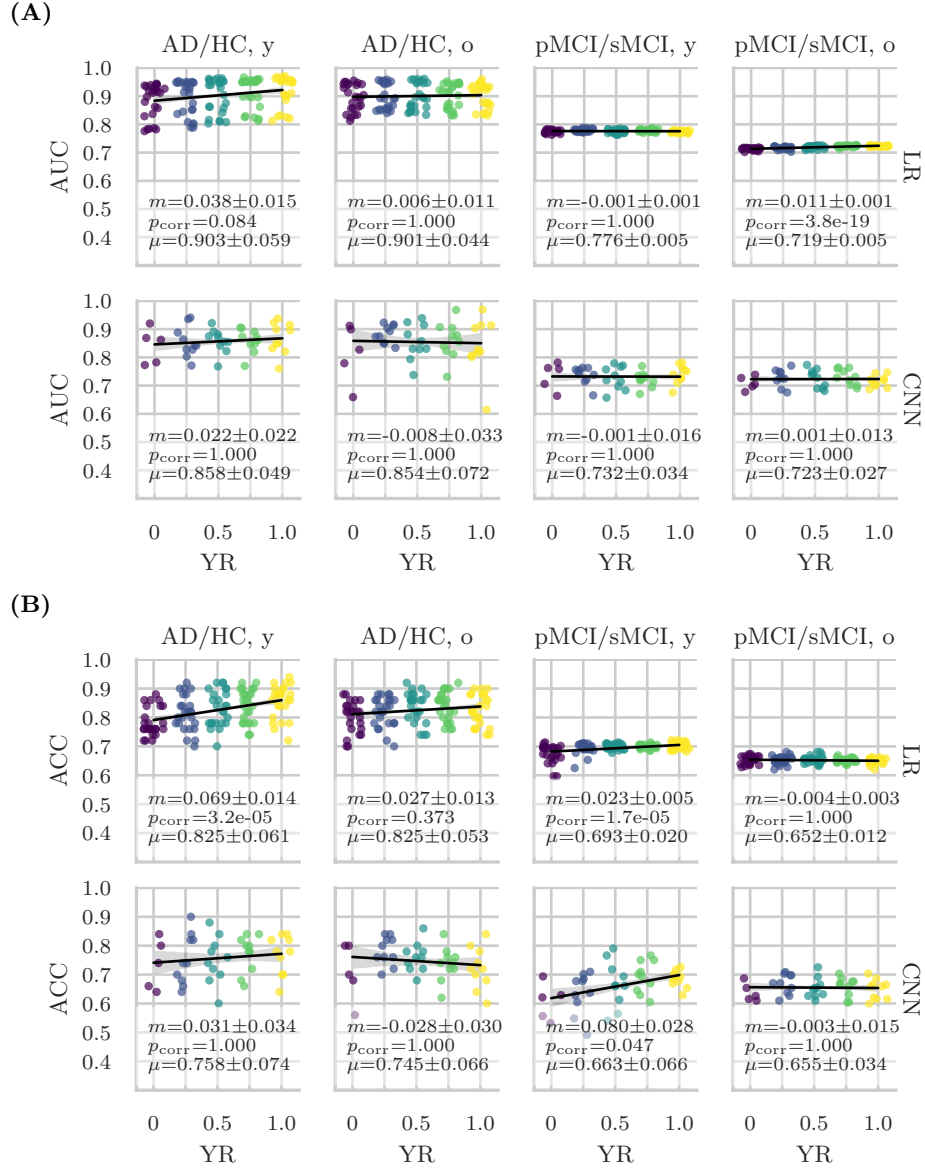 (A)
AD/HC, y
AD/HC, o
pMCI/sMCI, y
pMCI/sMCI, o
1.0
0.9
0.8
0.7
0.6
0.5
0.4
AUC
m=0.038±0.015
p_corr=0.084
μ=0.903±0.059
m=0.006±0.011
p_corr=1.000
μ=0.901±0.044
m=-0.001±0.001
p_corr=1.000
μ=0.776±0.005
m=0.011±0.001
p_corr=3.8e-19
μ=0.719±0.005
LR
1.0
0.9
0.8
0.7
0.6
0.5
0.4
AUC
m=0.022±0.022
p_corr=1.000
μ=0.858±0.049
m=-0.008±0.033
p_corr=1.000
μ=0.854±0.072
m=-0.001±0.016
p_corr=1.000
μ=0.732±0.034
m=0.001±0.013
p_corr=1.000
μ=0.723±0.027
CNN
0 0.5 1.0
YR
0 0.5 1.0
YR
0 0.5 1.0
YR
0 0.5 1.0
YR
(B)
AD/HC, y
AD/HC, o
pMCI/sMCI, y
pMCI/sMCI, o
1.0
0.9
0.8
0.7
0.6
0.5
0.4
ACC
m=0.069±0.014
p_corr=3.2e-05
μ=0.825±0.061
m=0.027±0.013
p_corr=0.373
μ=0.825±0.053
m=0.023±0.005
p_corr=1.7e-05
μ=0.693±0.020
m=-0.004±0.003
p_corr=1.000
μ=0.652±0.012
LR
1.0
0.9
0.8
0.7
0.6
0.5
0.4
ACC
m=0.031±0.034
p_corr=1.000
μ=0.758±0.074
m=-0.028±0.030
p_corr=1.000
μ=0.745±0.066
m=0.080±0.028
p_corr=0.047
μ=0.663±0.066
m=-0.003±0.015
p_corr=1.000
μ=0.655±0.034
CNN
0 0.5 1.0
YR
0 0.5 1.0
YR
0 0.5 1.0
YR
0 0.5 1.0
YR